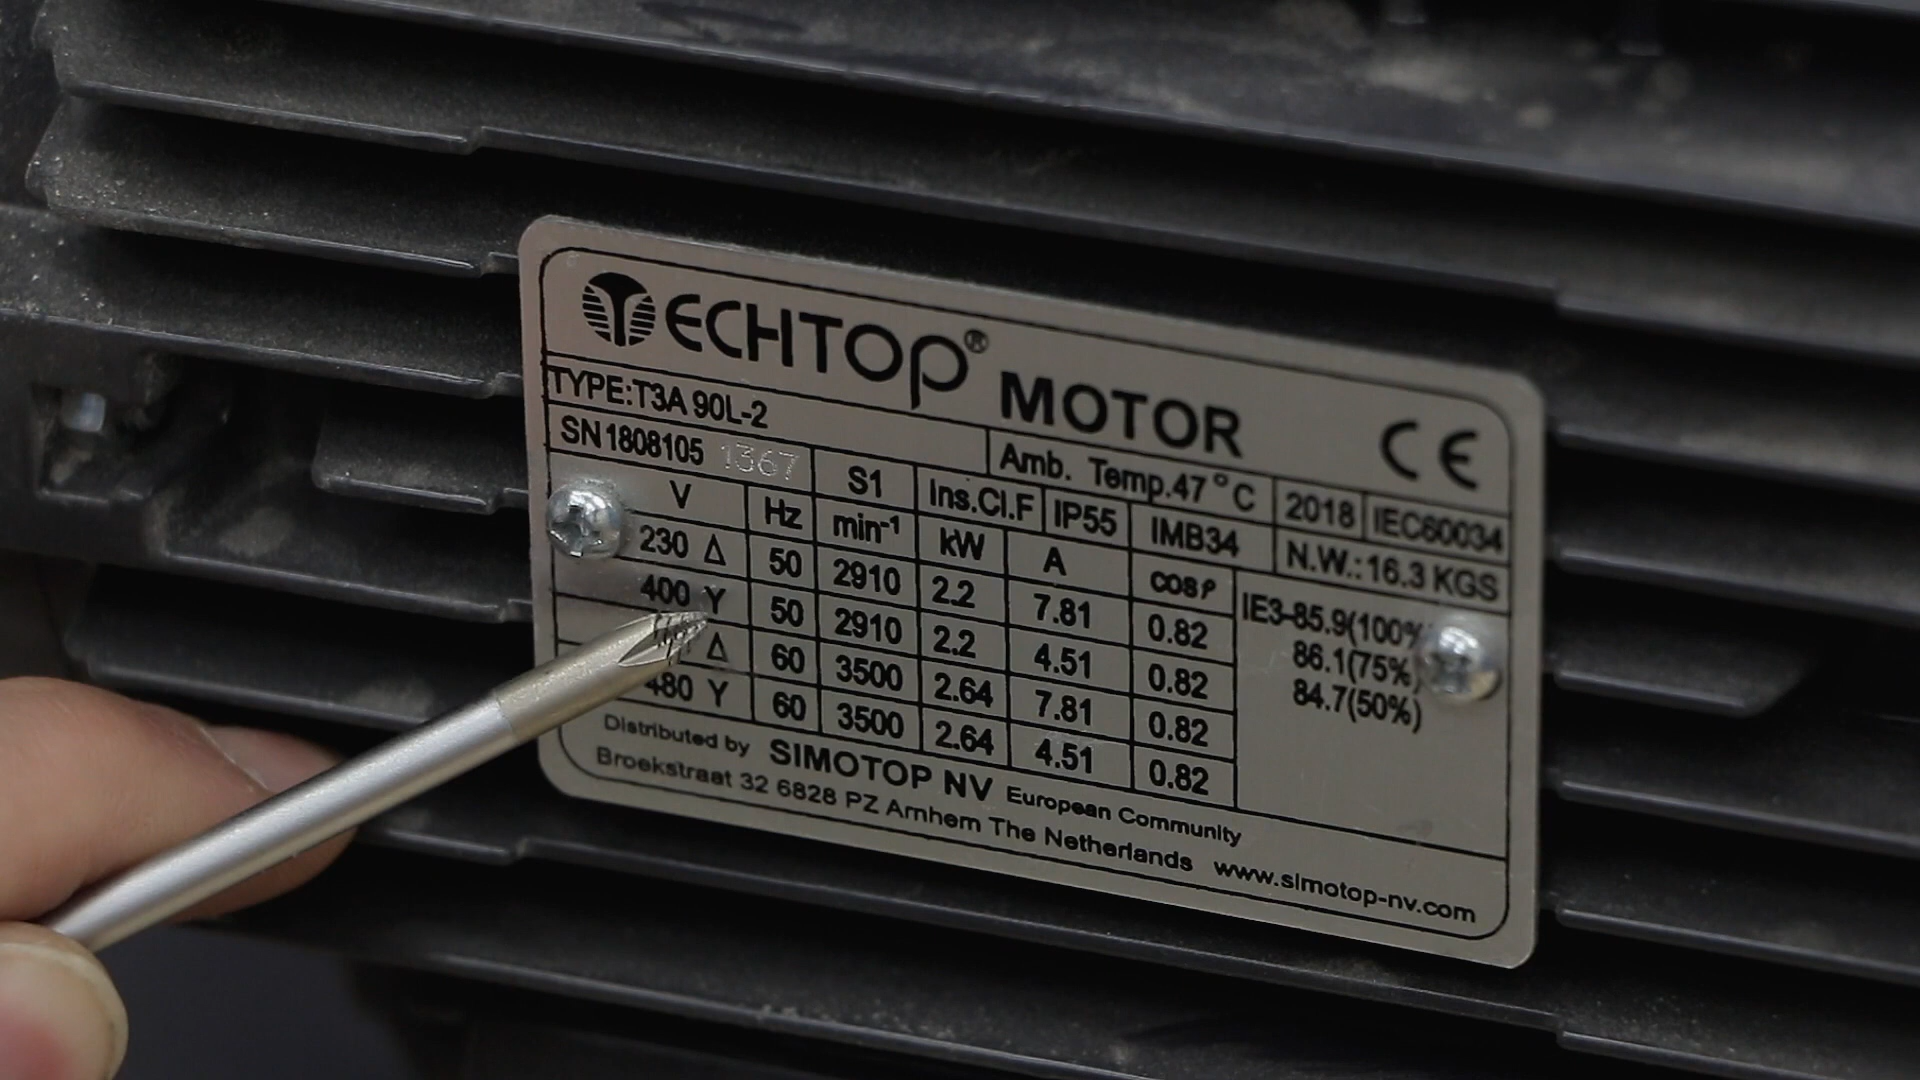 TECHTOP® MOTOR CE
TYPE:T3A 90L-2 Amb. Temp.47°C 2018 IEC60034
SN1808105 1367 S1 Ins.Cl.F IP55 IMB34 N.W.:16.3 KGS
V Hz min⁻¹ kW A cosρ
230 Δ 50 2910 2.2 7.81 0.82 IE3-85.9(100%
400 Y 50 2910 2.2 4.51 0.82 86.1(75%
Δ 60 3500 2.64 7.81 0.82 84.7(50%)
480 Y 60 3500 2.64 4.51 0.82
Distributed by SIMOTOP NV European Community
Broekstraat 32 6828 PZ Arnhem The Netherlands www.simotop-nv.com